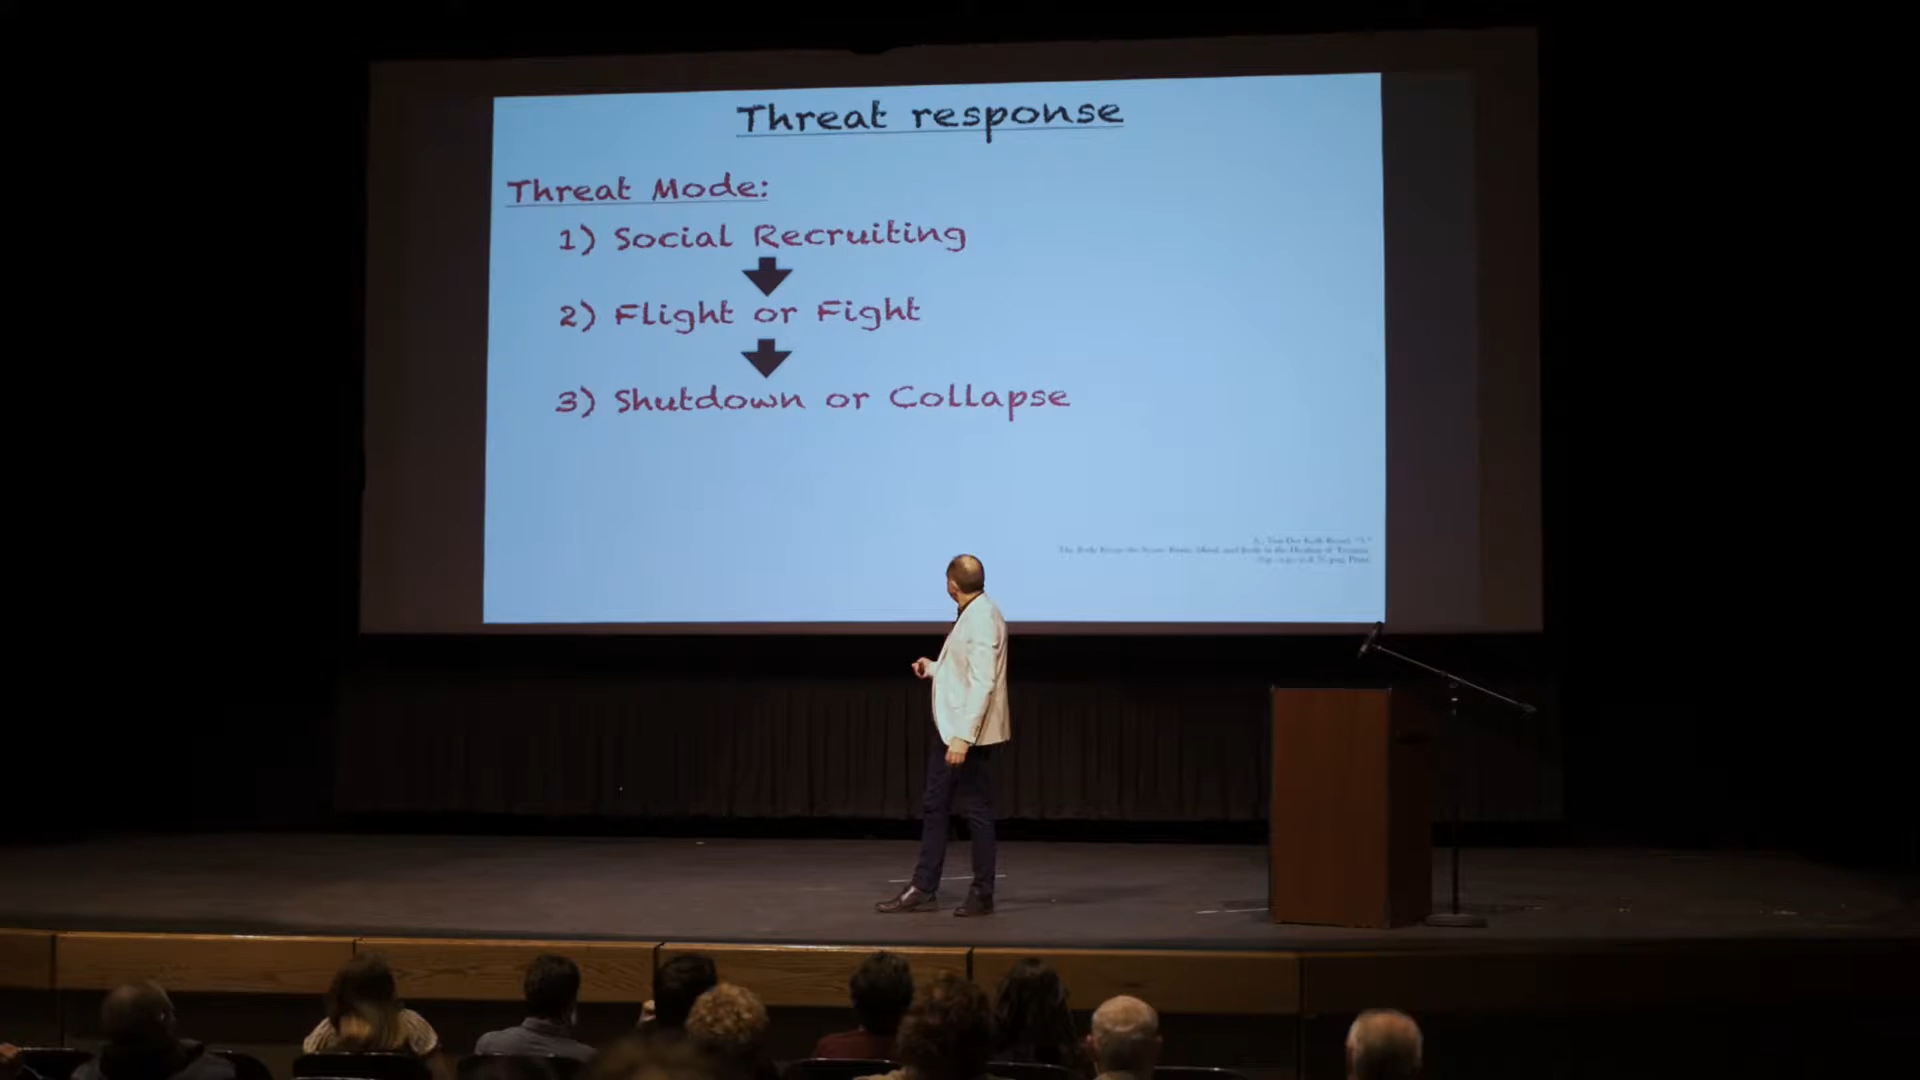 Threat response
Threat Mode:
1) Social Recruiting
2) Flight or Fight
3) Shutdown or Collapse